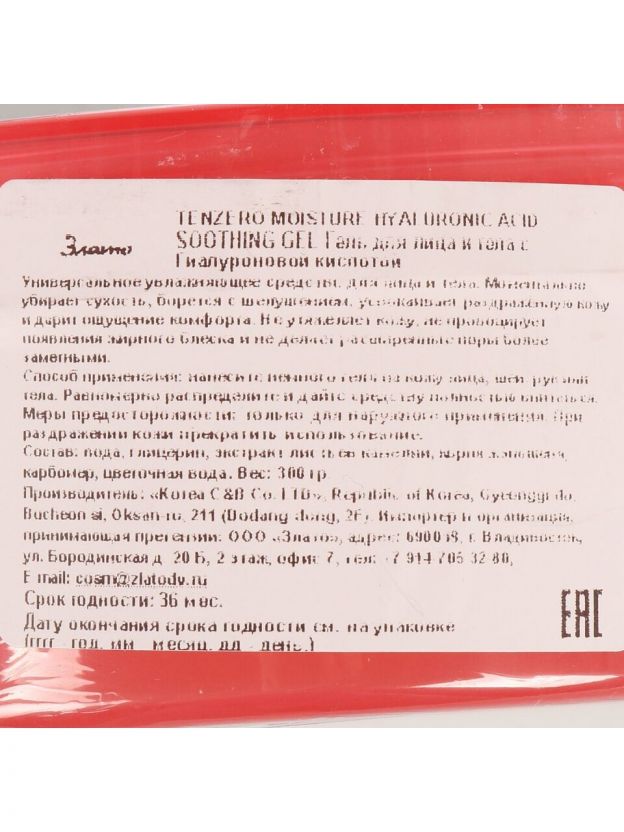 TENZERO MOISTURE HYALURONIC ACID
Злато
SOOTHING GEL Гель для лица и тела с
Гиалуроновой кислотой
Универсальное увлажняющее средство, для лица и тела. Моментально
убирает сухость, борется с шелушением, успокаивает раздраженную кожу
и дарит ощущение комфорта. Не утяжеляет кожу, не провоцирует
появления жирного блеска и не делает расширенные поры более
заметными.
Способ применения: нанесите немного геля на кожу лица, шеи, рук или
тела. Равномерно распределите и дайте средству полностью впитаться.
Меры предосторожности: только для наружного применения. При
раздражении кожи прекратить использование.
Состав: вода, глицерин, экстракт листьев камелии,
карбомер, цветочная вода. Вес: 300 гр.
Производитель: «Korea C&B Co. LTD», Republic of Korea, Gyeonggi do,
Bucheon si, Oksan-ro, 211 (Dodang dong, 2F). Импортер и организация,
принимающая претензии: ООО «Злато», адрес: 690018, г. Владивосток,
ул. Бородинская д. 20 Б, 2 этаж, офис 7, тел: +7 914 705 32 80,
E mail: cosm@zlatodv.ru
Срок годности: 36 мес.
Дату окончания срока годности см. на упаковке
(гггг - год, мм - месяц, дд - день.)
EAC